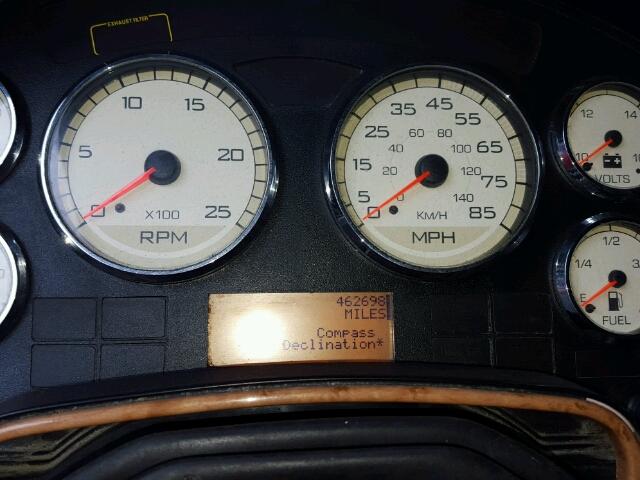 EXHAUST FILTER
0 5 10 15 20 25
X100
RPM
0 5 15 25 35 45 65 85
0 20 40 60 80 100 120 140
KM/H
MPH
10 12 14
VOLTS
E 1/4 1/2
FUEL
462698
MILES
Compass
Declination*